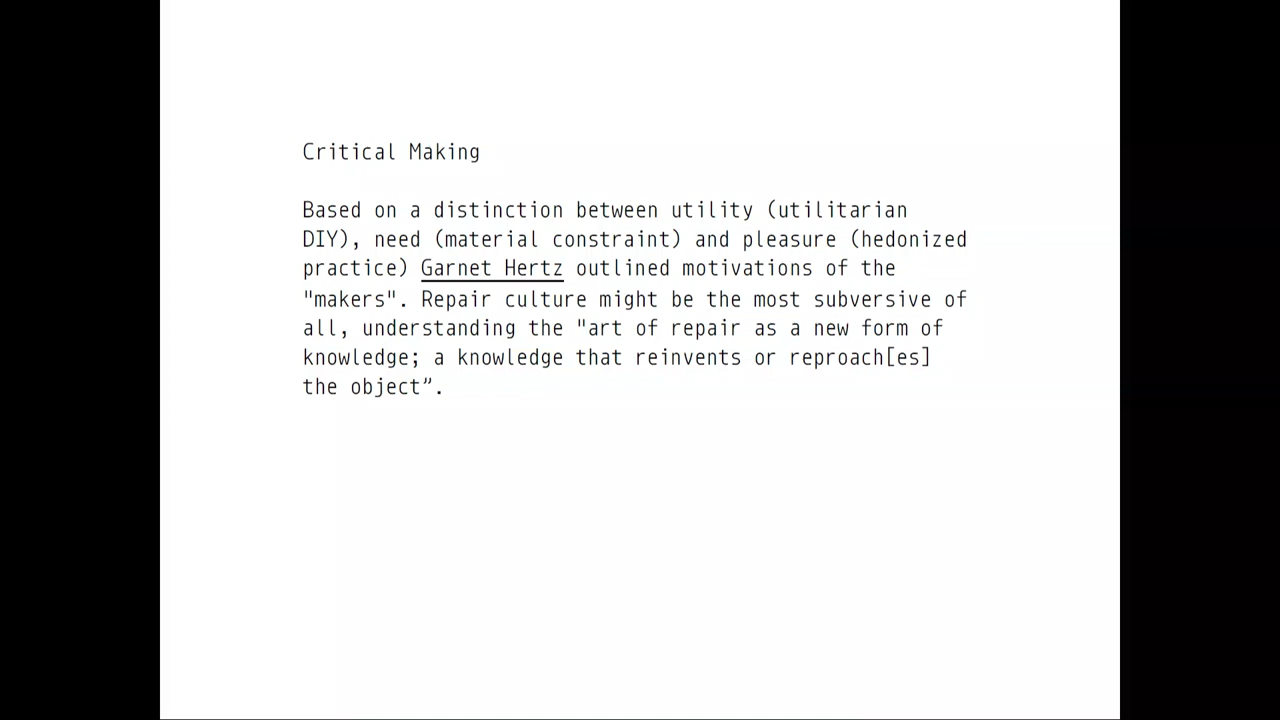 Critical Making
Based on a distinction between utility (utilitarian
DIY), need (material constraint) and pleasure (hedonized
practice) Garnet Hertz outlined motivations of the
"makers". Repair culture might be the most subversive of
all, understanding the "art of repair as a new form of
knowledge; a knowledge that reinvents or reproach[es]
the object”.